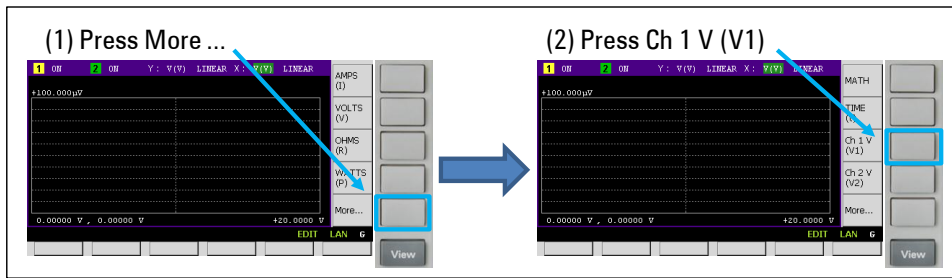 (1) Press More ...
1 ON 2 ON Y: V(V) LINEAR X: V(V) LINEAR
+100.000µV
AMPS
(I)
VOLTS
(V)
OHMS
(R)
WATTS
(P)
More...
0.00000 V , 0.00000 V +20.0000 V
EDIT LAN G
View
(2) Press Ch 1 V (V1)
1 ON 2 ON Y: V(V) LINEAR X: V(V) LINEAR
+100.000µV
MATH
TIME
(t)
Ch 1 V
(V1)
Ch 2 V
(V2)
More...
0.00000 V , 0.00000 V +20.0000 V
EDIT LAN G
View